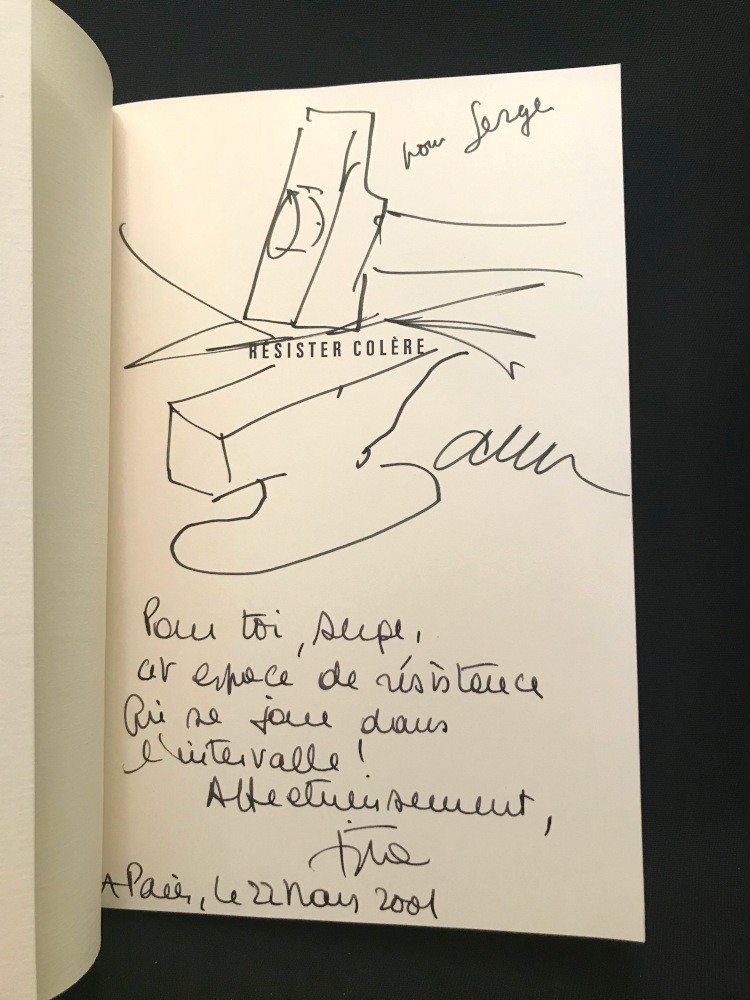 pour Serge
RÉSISTER COLÈRE
Pour toi, Serge,
cet espace de résistance
Qui se joue dans
l'intervalle !
Affectueusement,
A Paris, le 22 Mars 2001